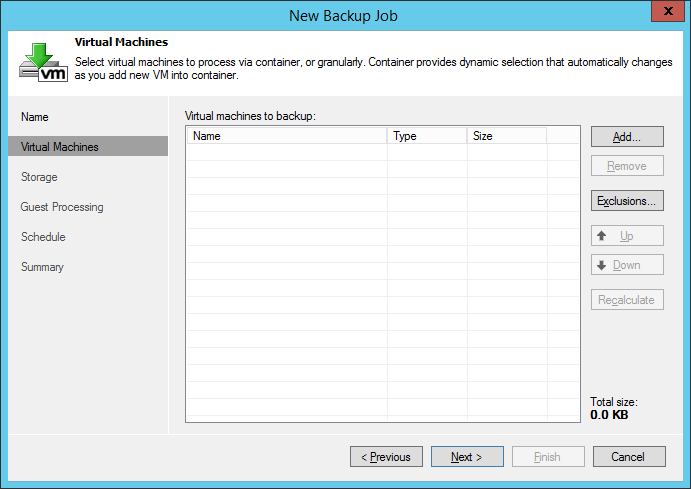 New Backup Job
x
vm
Virtual Machines
Select virtual machines to process via container, or granularly. Container provides dynamic selection that automatically changes
as you add new VM into container.
Name
Virtual Machines
Storage
Guest Processing
Schedule
Summary
Virtual machines to backup:
Name Type Size
Add...
Remove
Exclusions...
Up
Down
Recalculate
Total size:
0.0 KB
< Previous Next > Finish Cancel